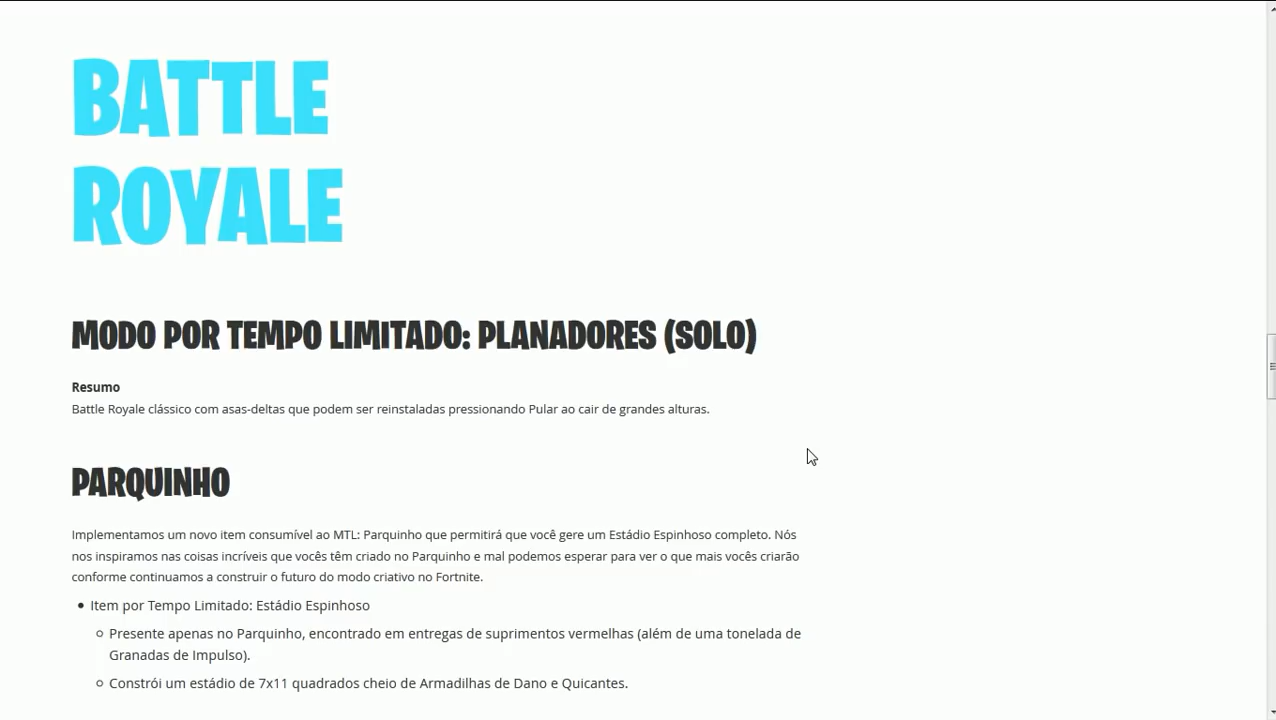 BATTLE
ROYALE
MODO POR TEMPO LIMITADO: PLANADORES (SOLO)
Resumo
Battle Royale clássico com asas-deltas que podem ser reinstaladas pressionando Pular ao cair de grandes alturas.
PARQUINHO
Implementamos um novo item consumível ao MTL: Parquinho que permitirá que você gere um Estádio Espinhoso completo. Nós
nos inspiramos nas coisas incríveis que vocês têm criado no Parquinho e mal podemos esperar para ver o que mais vocês criarão
conforme continuamos a construir o futuro do modo criativo no Fortnite.
• Item por Tempo Limitado: Estádio Espinhoso
○ Presente apenas no Parquinho, encontrado em entregas de suprimentos vermelhas (além de uma tonelada de
Granadas de Impulso).
○ Constrói um estádio de 7x11 quadrados cheio de Armadilhas de Dano e Quicantes.